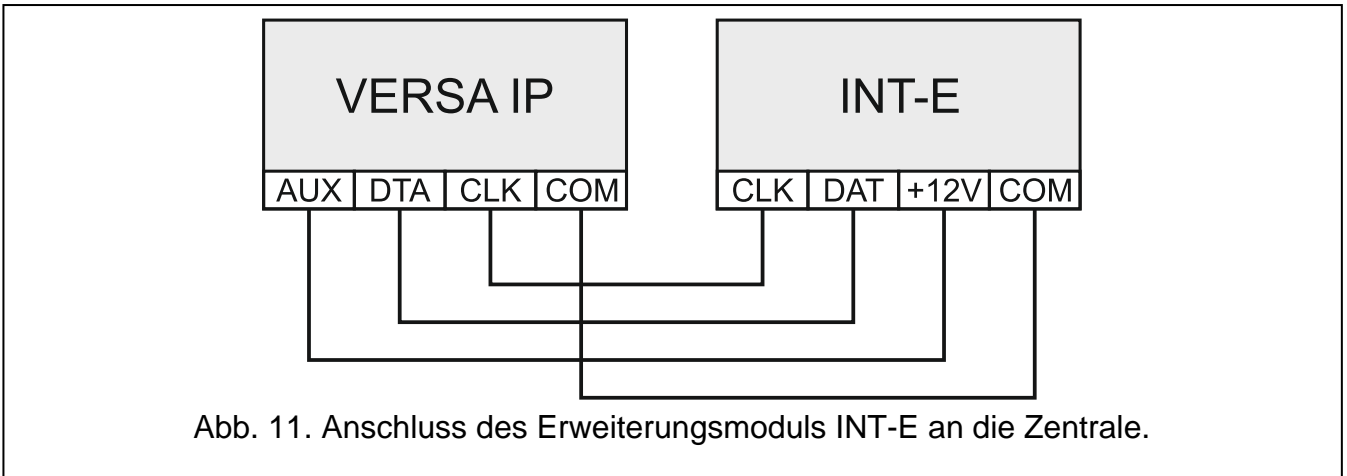 VERSA IP
INT-E
AUX DTA CLK COM
CLK DAT +12V COM
Abb. 11. Anschluss des Erweiterungsmoduls INT-E an die Zentrale.